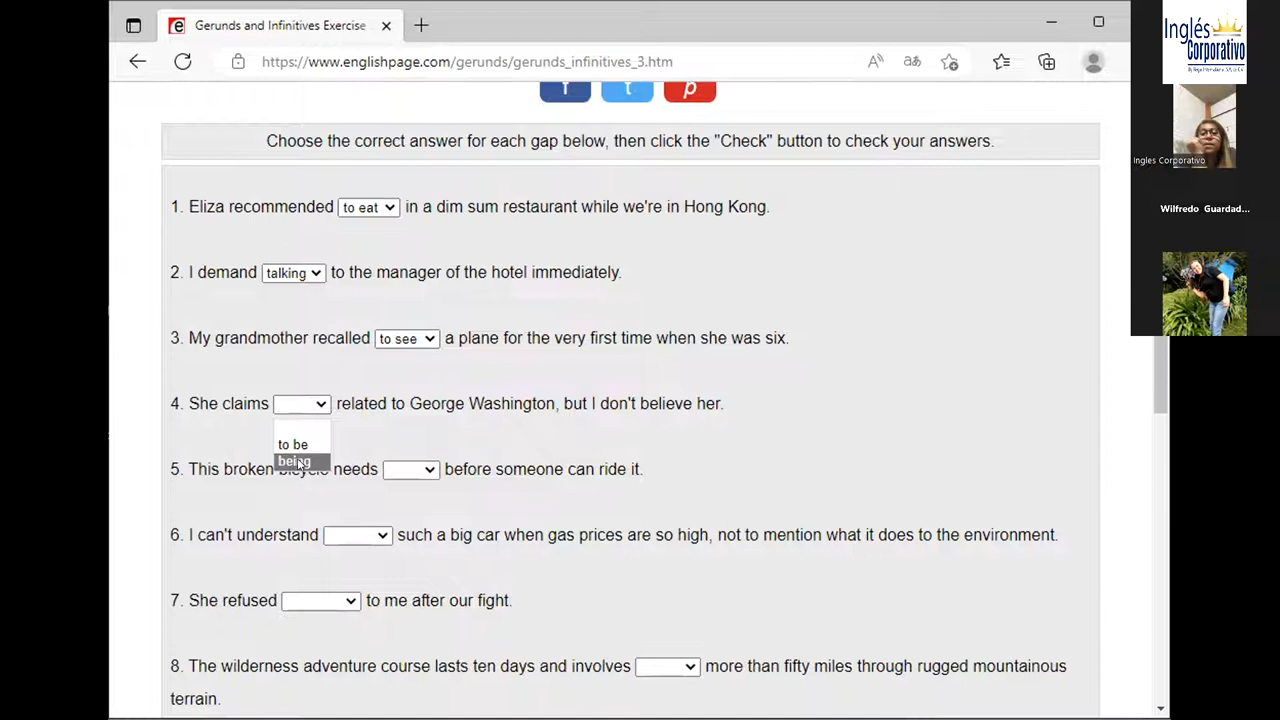 Gerunds and Infinitives Exercise
https://www.englishpage.com/gerunds/gerunds_infinitives_3.htm
Choose the correct answer for each gap below, then click the "Check" button to check your answers.
1. Eliza recommended to eat in a dim sum restaurant while we're in Hong Kong.
2. I demand talking to the manager of the hotel immediately.
3. My grandmother recalled to see a plane for the very first time when she was six.
4. She claims related to George Washington, but I don't believe her.
to be
being
5. This broken bicycle needs before someone can ride it.
6. I can't understand such a big car when gas prices are so high, not to mention what it does to the environment.
7. She refused to me after our fight.
8. The wilderness adventure course lasts ten days and involves more than fifty miles through rugged mountainous
terrain.
Inglés
Corporativo
Ingles Corporativo
Wilfredo Guardad...